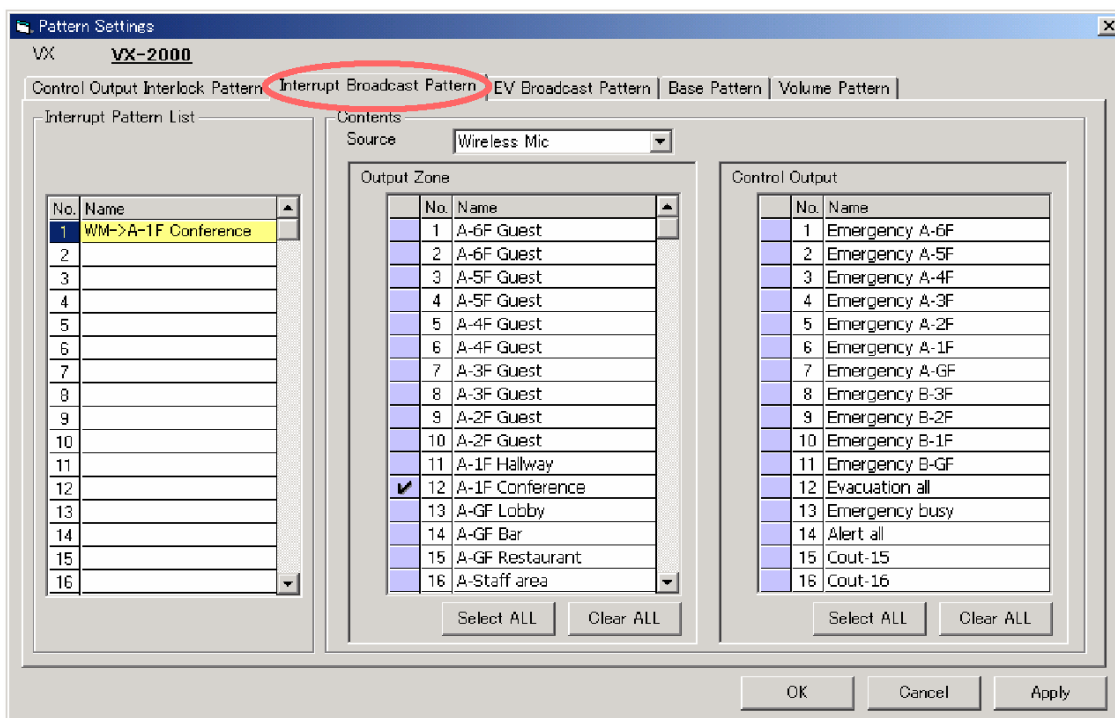 Pattern Settings
VX VX-2000
Control Output Interlock Pattern Interrupt Broadcast Pattern EV Broadcast Pattern Base Pattern Volume Pattern
Interrupt Pattern List
No. Name
1 WM->A-1F Conference
2
3
4
5
6
7
8
9
10
11
12
13
14
15
16
Contents
Source Wireless Mic
Output Zone
No. Name
1 A-6F Guest
2 A-6F Guest
3 A-5F Guest
4 A-5F Guest
5 A-4F Guest
6 A-4F Guest
7 A-3F Guest
8 A-3F Guest
9 A-2F Guest
10 A-2F Guest
11 A-1F Hallway
12 A-1F Conference
13 A-GF Lobby
14 A-GF Bar
15 A-GF Restaurant
16 A-Staff area
Select ALL Clear ALL
Control Output
No. Name
1 Emergency A-6F
2 Emergency A-5F
3 Emergency A-4F
4 Emergency A-3F
5 Emergency A-2F
6 Emergency A-1F
7 Emergency A-GF
8 Emergency B-3F
9 Emergency B-2F
10 Emergency B-1F
11 Emergency B-GF
12 Evacuation all
13 Emergency busy
14 Alert all
15 Cout-15
16 Cout-16
Select ALL Clear ALL
OK Cancel Apply